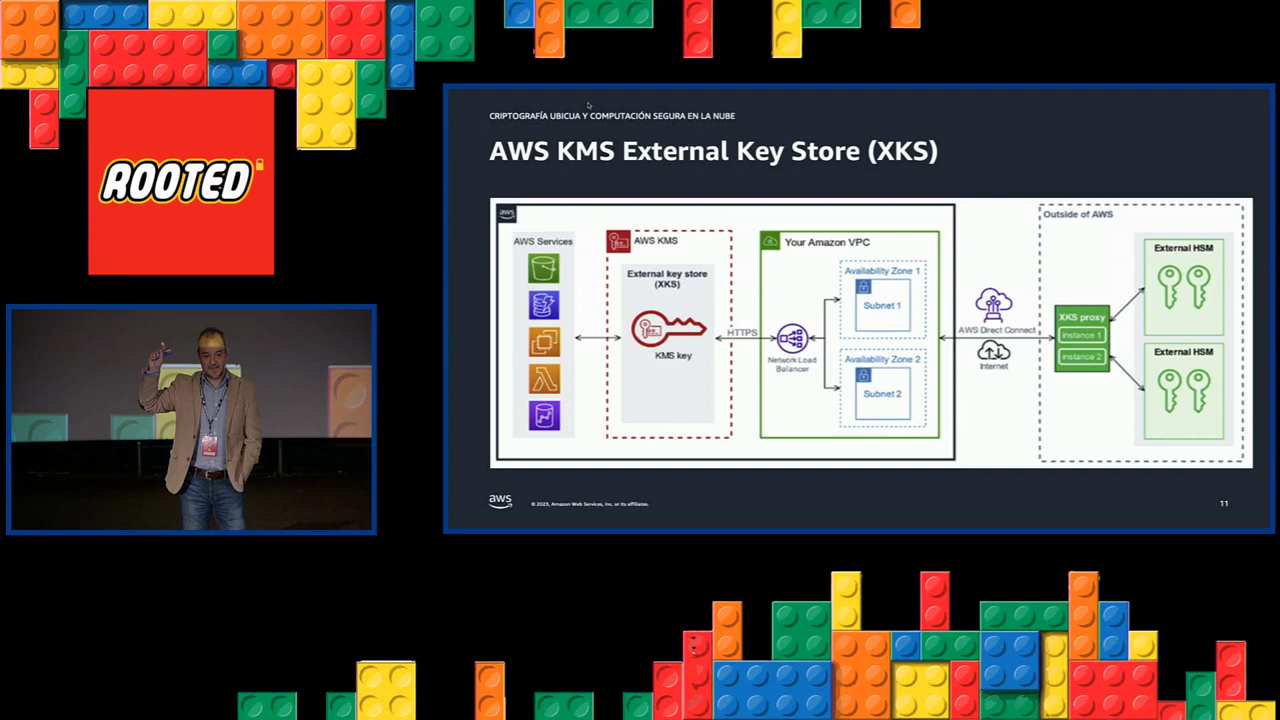 ROOTED
CRIPTOGRAFÍA UBICUA Y COMPUTACIÓN SEGURA EN LA NUBE
AWS KMS External Key Store (XKS)
aws
AWS Services
AWS KMS
External key store
(XKS)
KMS key
HTTPS
Your Amazon VPC
Network Load
Balancer
Availability Zone 1
Subnet 1
Availability Zone 2
Subnet 2
AWS Direct Connect
Internet
Outside of AWS
XKS proxy
instance 1
instance 2
External HSM
External HSM
aws
© 2023, Amazon Web Services, Inc. or its affiliates.
11